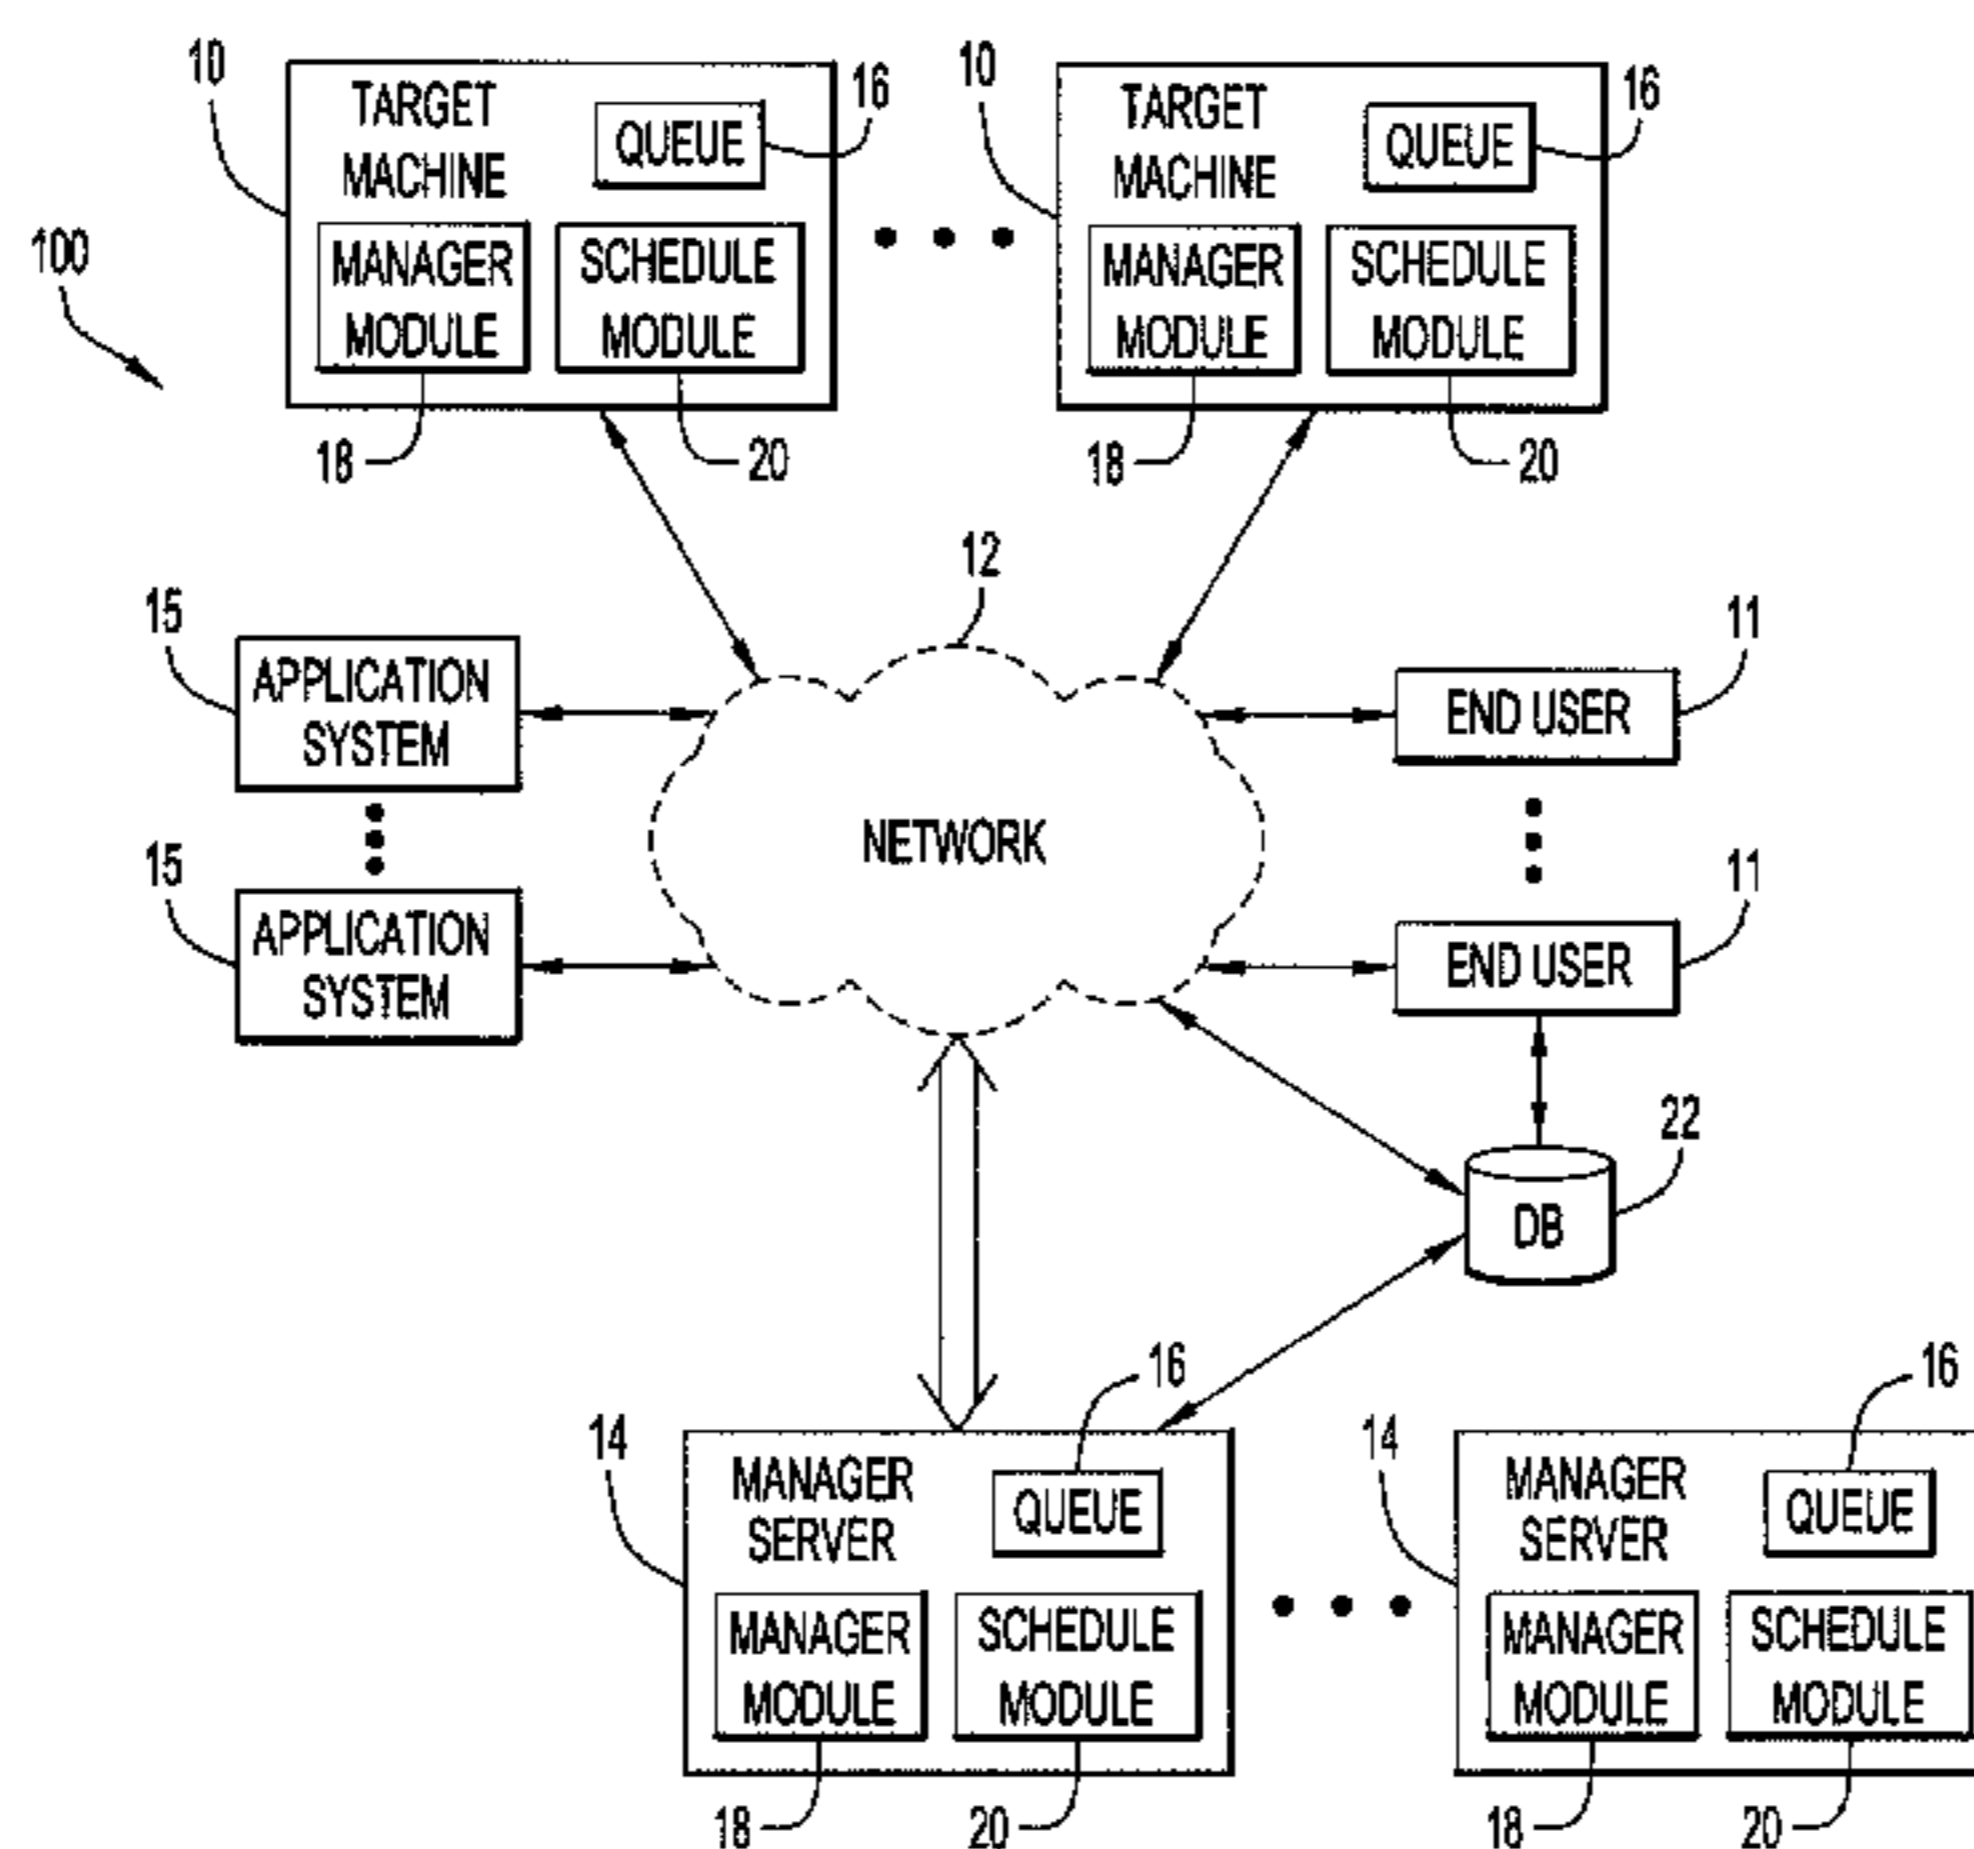 10
TARGET
MACHINE
QUEUE
16
MANAGER
MODULE
SCHEDULE
MODULE
18
20
10
TARGET
MACHINE
QUEUE
16
MANAGER
MODULE
SCHEDULE
MODULE
18
20
100
12
NETWORK
15
APPLICATION
SYSTEM
15
APPLICATION
SYSTEM
11
END USER
11
END USER
22
DB
14
MANAGER
SERVER
16
QUEUE
MANAGER
MODULE
SCHEDULE
MODULE
18
20
14
MANAGER
SERVER
16
QUEUE
MANAGER
MODULE
SCHEDULE
MODULE
18
20